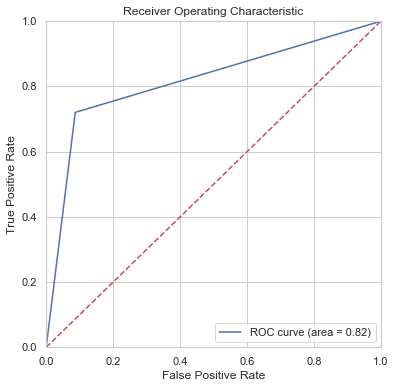 Receiver Operating Characteristic
1.0
0.8
0.6
0.4
0.2
0.0
True Positive Rate
ROC curve (area = 0.82)
0.0 0.2 0.4 0.6 0.8 1.0
False Positive Rate